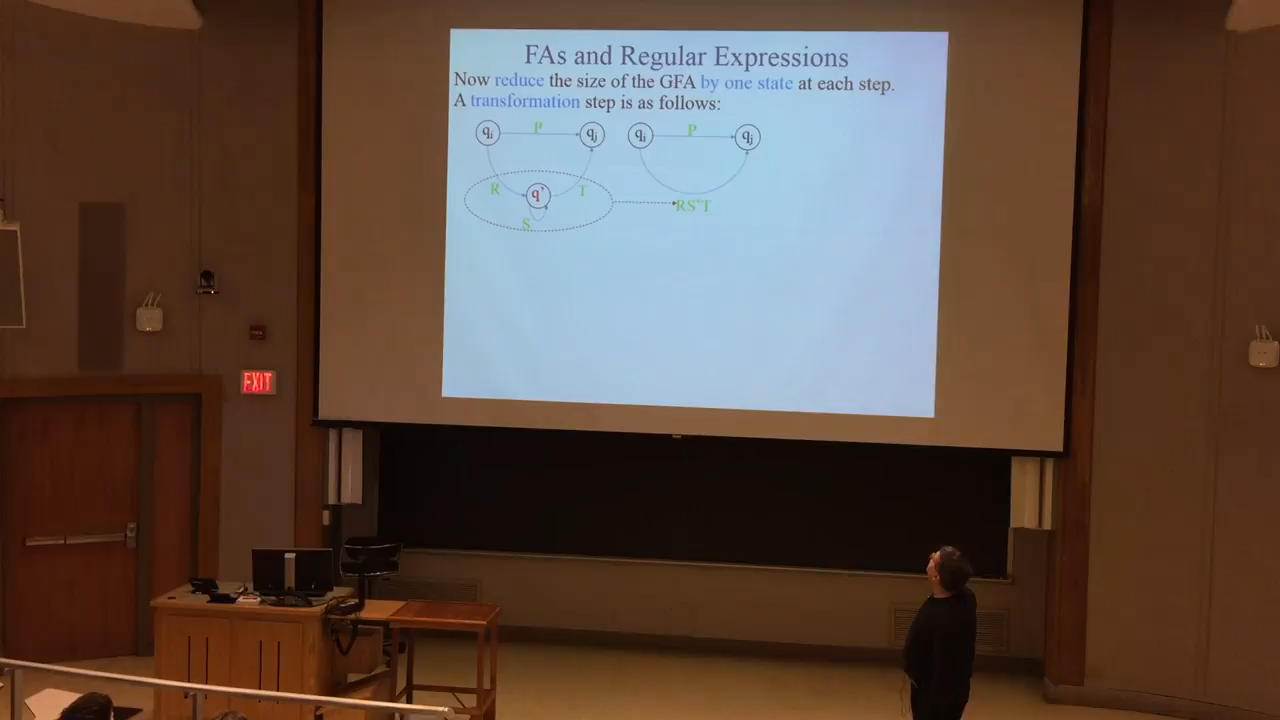 FAs and Regular Expressions
Now reduce the size of the GFA by one state at each step.
A transformation step is as follows:
qi P qj qi P qj
R q' T
S
RS*T
EXIT